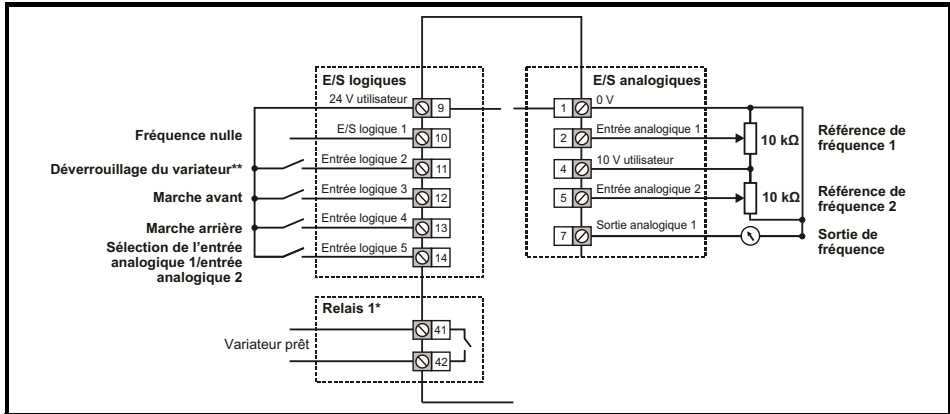 E/S logiques
24 V utilisateur
9
Fréquence nulle
E/S logique 1
10
Déverrouillage du variateur**
Entrée logique 2
11
Marche avant
Entrée logique 3
12
Marche arrière
Entrée logique 4
13
Sélection de l'entrée
analogique 1/entrée
analogique 2
Entrée logique 5
14
Relais 1*
Variateur prêt
41
42
E/S analogiques
1
0 V
2
Entrée analogique 1
10 kΩ
Référence de
fréquence 1
4
10 V utilisateur
5
Entrée analogique 2
10 kΩ
Référence de
fréquence 2
7
Sortie analogique 1
Sortie de
fréquence